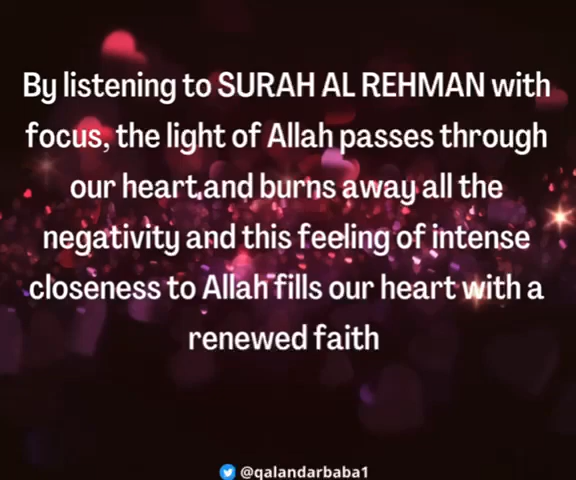 By listening to SURAH AL REHMAN with
focus, the light of Allah passes through
our heart,and burns away all the
negativity and this feeling of intense
closeness to Allah fills our heart with a
renewed faith
@qalandarbaba1